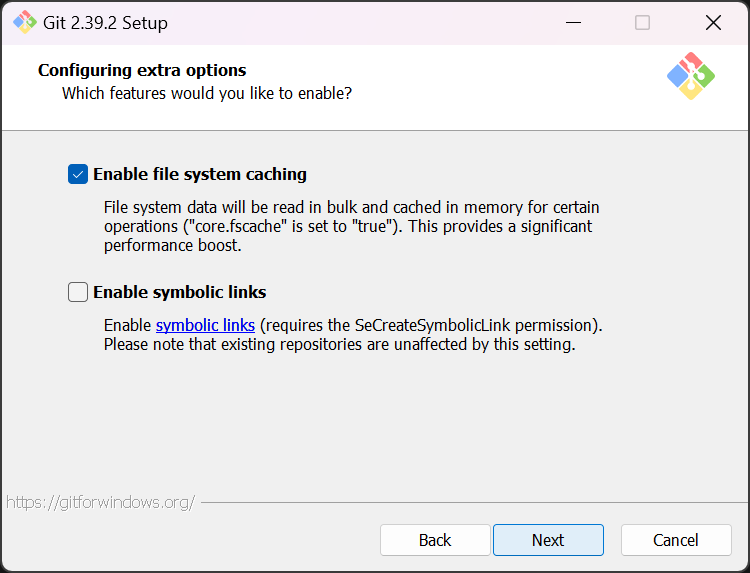 Git 2.39.2 Setup
Configuring extra options
Which features would you like to enable?
Enable file system caching
File system data will be read in bulk and cached in memory for certain
operations ("core.fscache" is set to "true"). This provides a significant
performance boost.
Enable symbolic links
Enable symbolic links (requires the SeCreateSymbolicLink permission).
Please note that existing repositories are unaffected by this setting.
https://gitforwindows.org/
Back Next Cancel